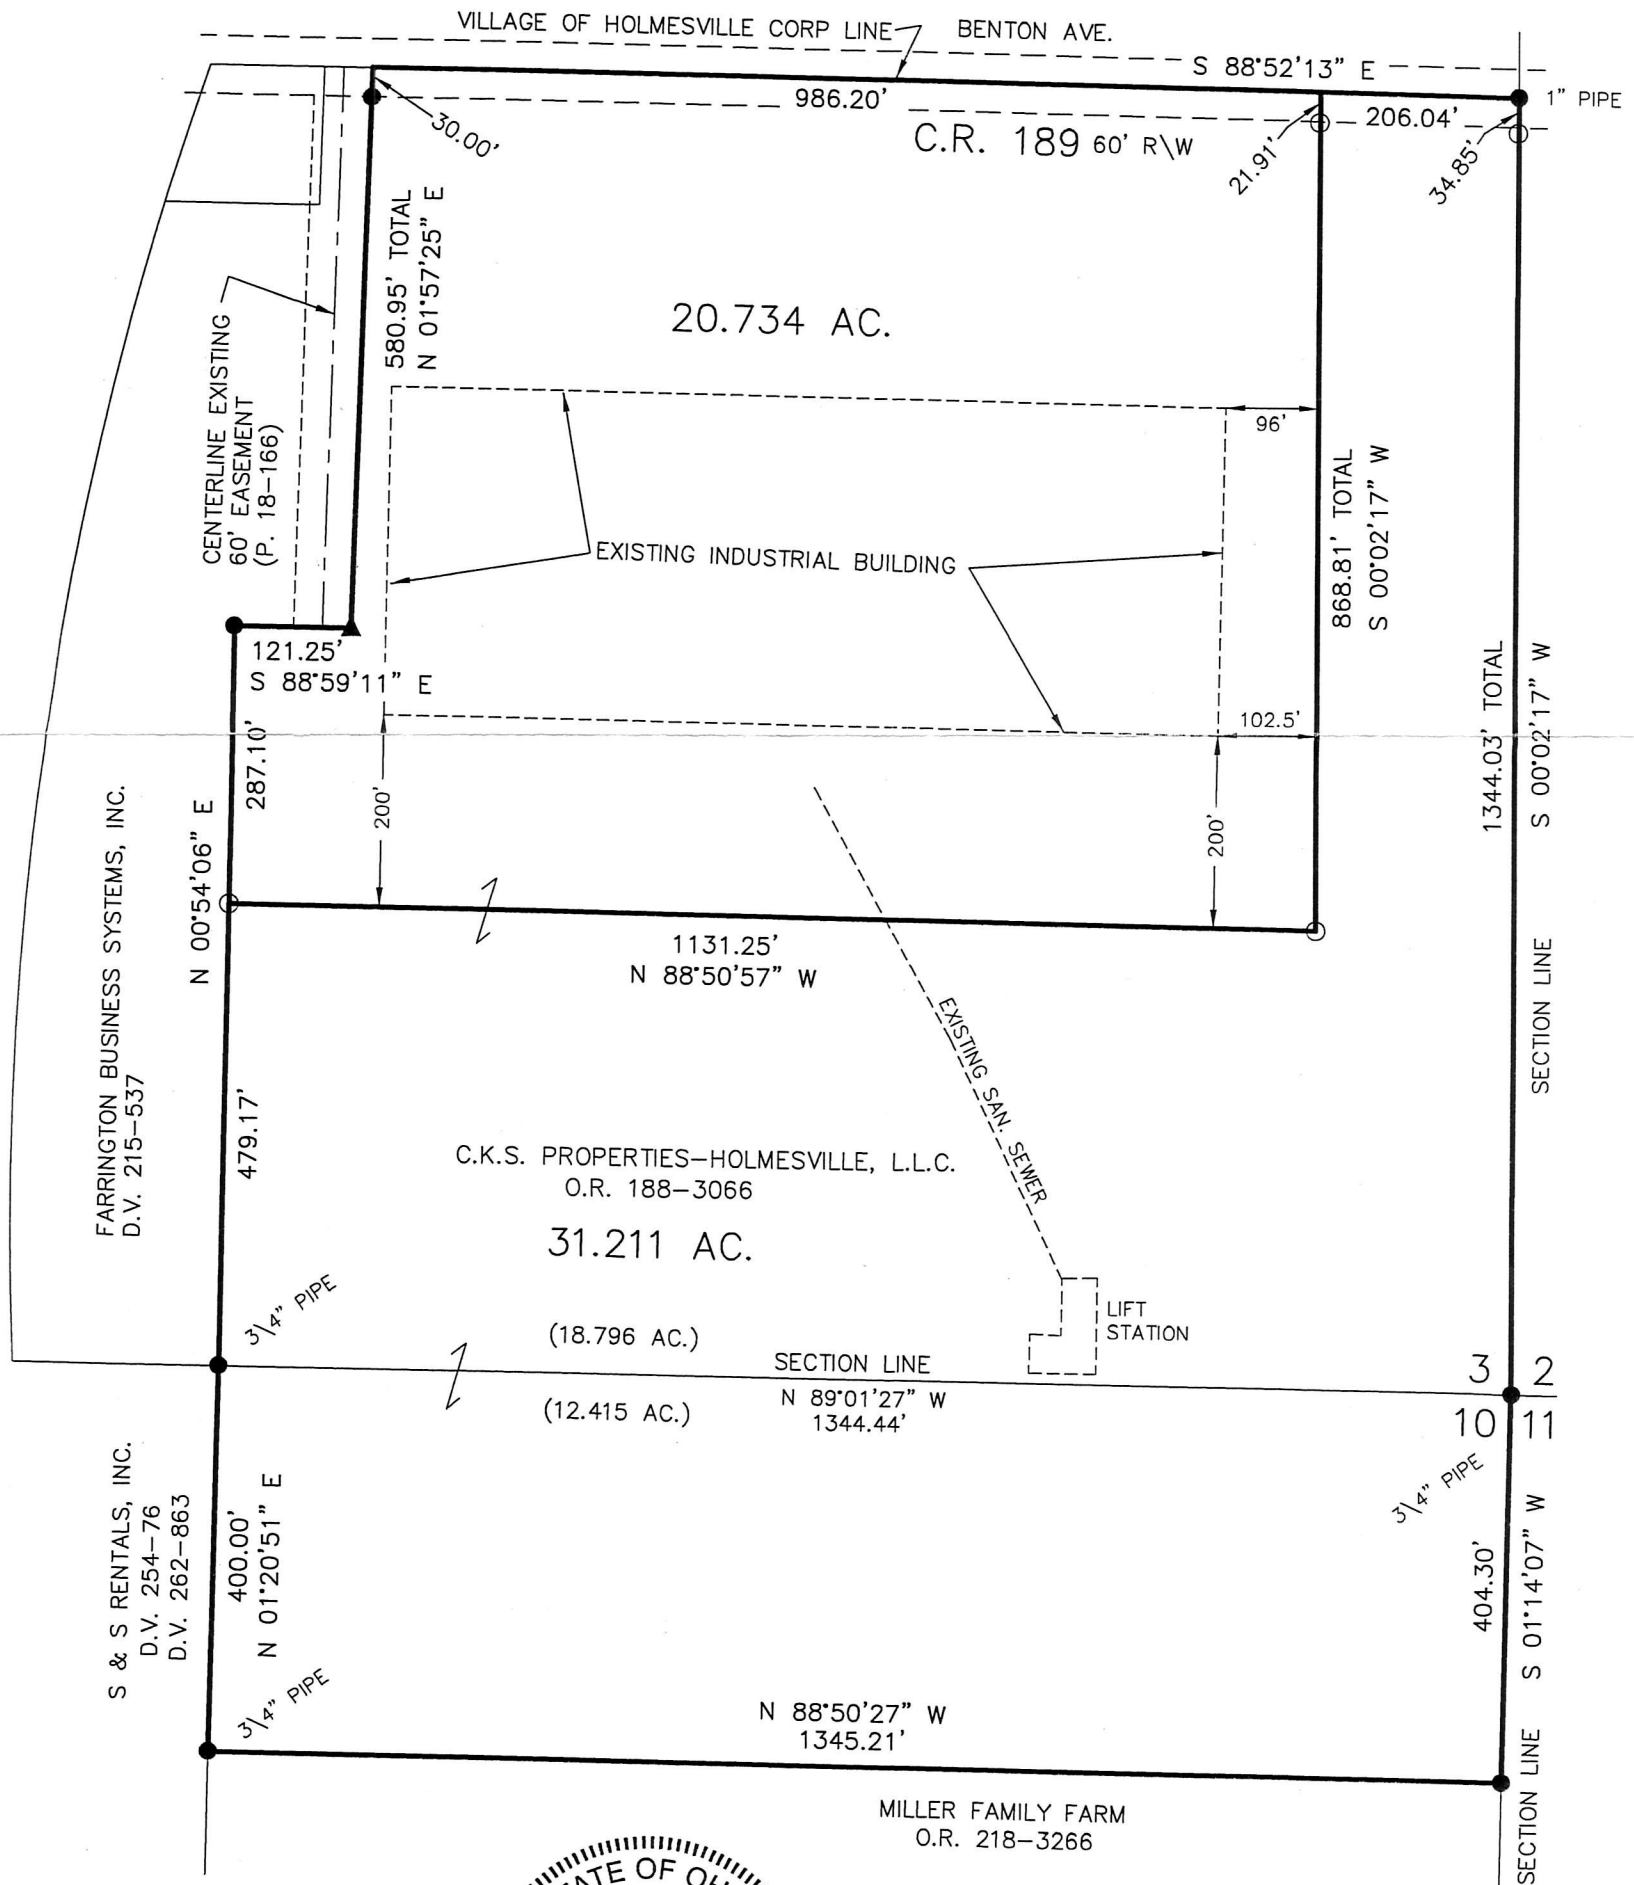 VILLAGE OF HOLMESVILLE CORP LINE
BENTON AVE.
S 88°52'13" E
986.20'
206.04'
1" PIPE
30.00'
C.R. 189 60' R\W
21.91'
34.85'
580.95' TOTAL
N 01°57'25" E
20.734 AC.
CENTERLINE EXISTING
60' EASEMENT
(P. 18-166)
96'
EXISTING INDUSTRIAL BUILDING
868.81' TOTAL
S 00°02'17" W
121.25'
S 88°59'11" E
102.5'
1344.03' TOTAL
S 00°02'17" W
287.10'
N 00°54'06" E
200'
200'
FARRINGTON BUSINESS SYSTEMS, INC.
D.V. 215-537
1131.25'
N 88°50'57" W
SECTION LINE
EXISTING SAN. SEWER
479.17'
C.K.S. PROPERTIES-HOLMESVILLE, L.L.C.
O.R. 188-3066
31.211 AC.
3\4" PIPE
LIFT
STATION
(18.796 AC.)
SECTION LINE
N 89°01'27" W
1344.44'
(12.415 AC.)
3 2
10 11
3\4" PIPE
S & S RENTALS, INC.
D.V. 254-76
D.V. 262-863
400.00'
N 01°20'51" E
404.30'
S 01°14'07" W
3\4" PIPE
N 88°50'27" W
1345.21'
SECTION LINE
MILLER FAMILY FARM
O.R. 218-3266
OF